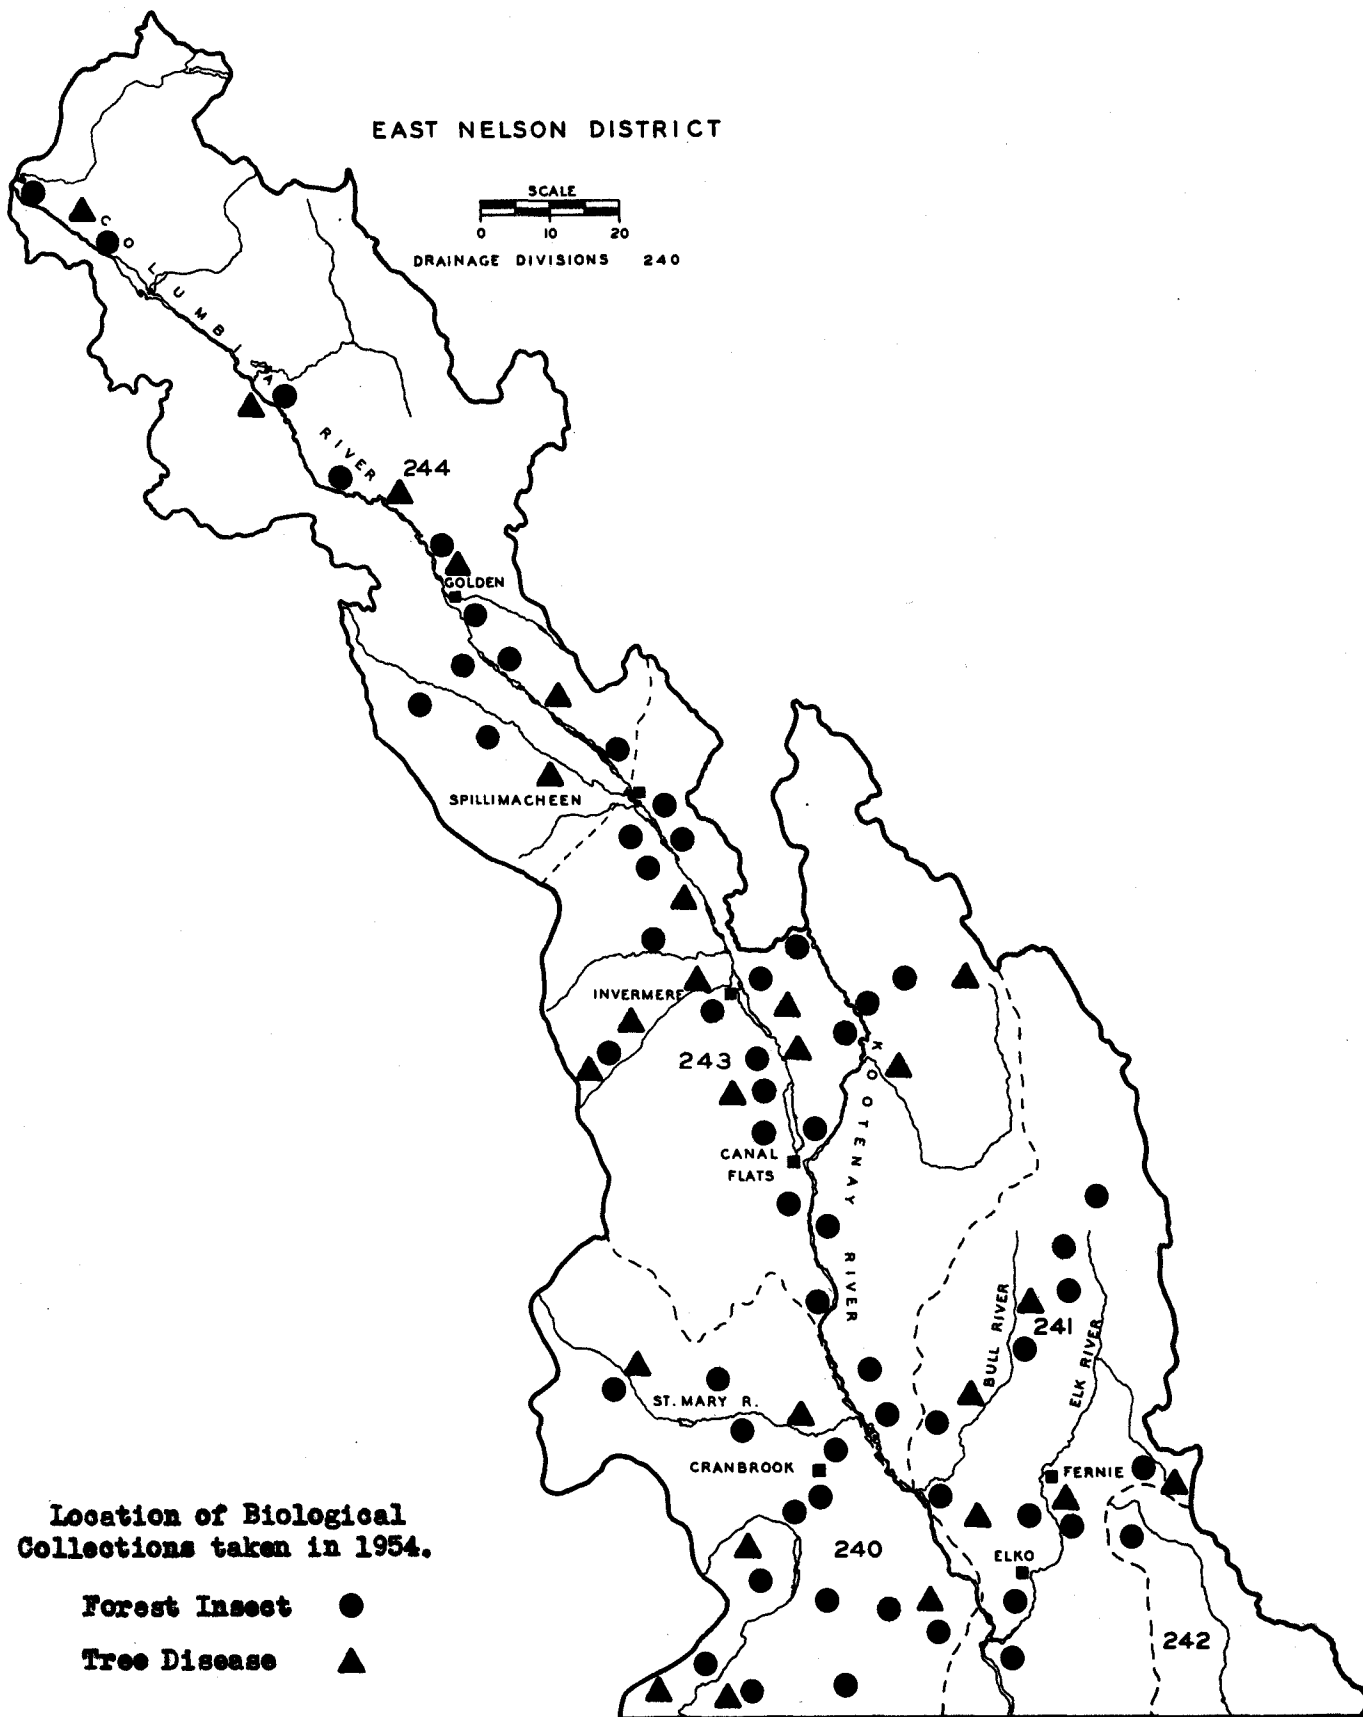 EAST NELSON DISTRICT
SCALE
0 10 20
DRAINAGE DIVISIONS 240
COLUMBIA
RIVER
244
GOLDEN
SPILLIMACHEEN
INVERMERE
243
KOOTENAY RIVER
CANAL
FLATS
BULL RIVER
241
ELK RIVER
ST. MARY R.
CRANBROOK
FERNIE
240
ELKO
242
Location of Biological
Collections taken in 1954.
Forest Insect
Tree Disease